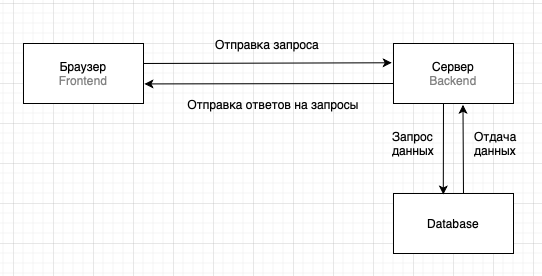 Отправка запроса
Браузер
Frontend
Сервер
Backend
Отправка ответов на запросы
Запрос
данных
Отдача
данных
Database